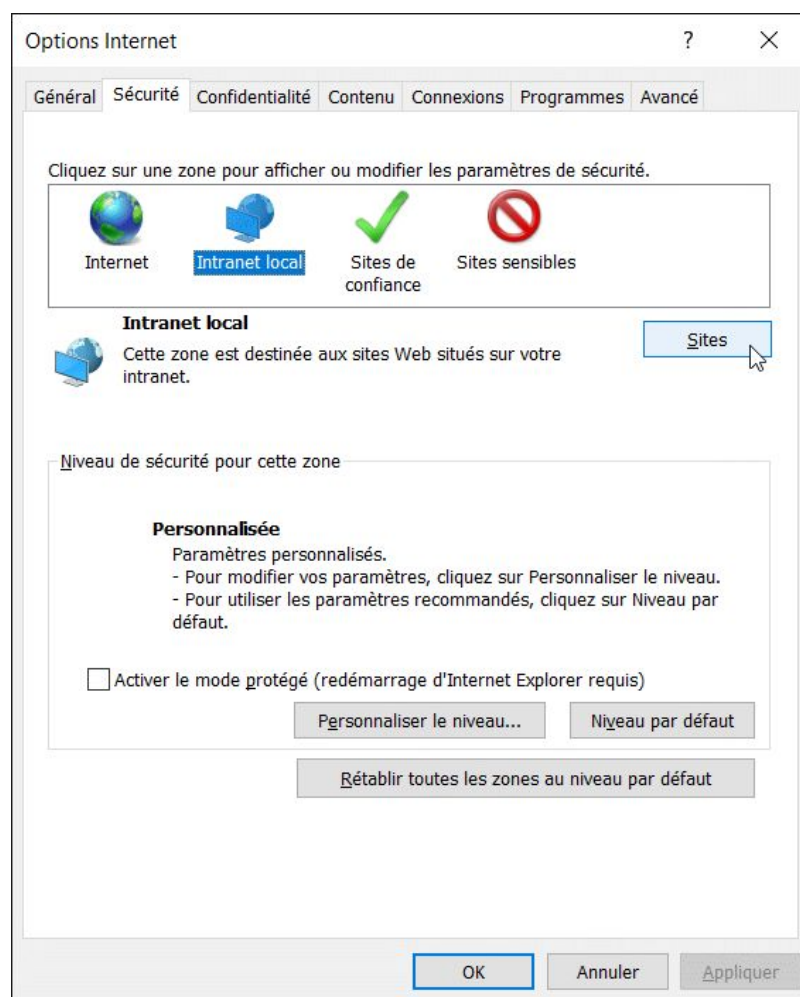 Options Internet
?
Général Sécurité Confidentialité Contenu Connexions Programmes Avancé
Cliquez sur une zone pour afficher ou modifier les paramètres de sécurité.
Internet
Intranet local
Sites de
confiance
Sites sensibles
Intranet local
Cette zone est destinée aux sites Web situés sur votre
intranet.
Sites
Niveau de sécurité pour cette zone
Personnalisée
Paramètres personnalisés.
- Pour modifier vos paramètres, cliquez sur Personnaliser le niveau.
- Pour utiliser les paramètres recommandés, cliquez sur Niveau par
défaut.
Activer le mode protégé (redémarrage d'Internet Explorer requis)
Personnaliser le niveau... Niveau par défaut
Rétablir toutes les zones au niveau par défaut
OK Annuler Appliquer